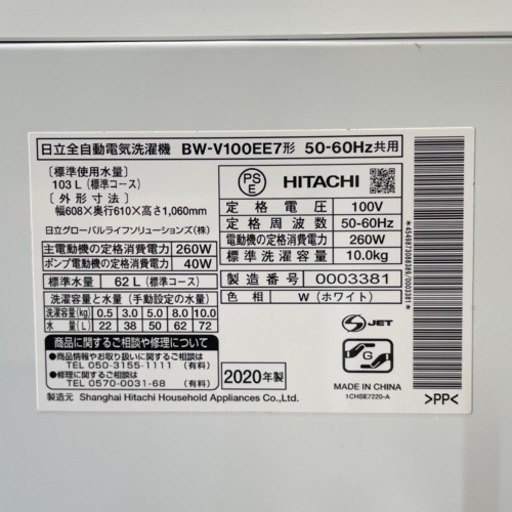 日立全自動電気洗濯機 BW-V100EE7形 50-60Hz共用
〔標準使用水量〕
103L(標準コース)
〔外形寸法〕
幅608×奥行610×高さ1,060mm
日立グローバルライフソリューションズ(株)
主電動機の定格消費電力 260W
ポンプ電動機の定格消費電力 40W
標準水量 62L(標準コース)
洗濯容量と水量(手動設定の水量)
洗濯容量(kg) 0.5 3.0 5.0 8.0 10.0
水量(L) 22 38 50 62 72
商品に関するご相談や修理について
商品情報やお取り扱いに関するご相談
TEL 050-3155-1111 (有料)
●修理に関するご相談
TEL 0570-0031-68 (有料)
製造元 Shanghai Hitachi Household Appliances Co.,Ltd.
PS
E
HITACHI
定格電圧 100V
定格周波数 50-60Hz
電動機の定格消費電力 260W
標準洗濯容量 10.0kg
製造番号 0003381
色相 W(ホワイト)
2020年製
S JET
G
MADE IN CHINA
1CHSE7220-A
>PP<